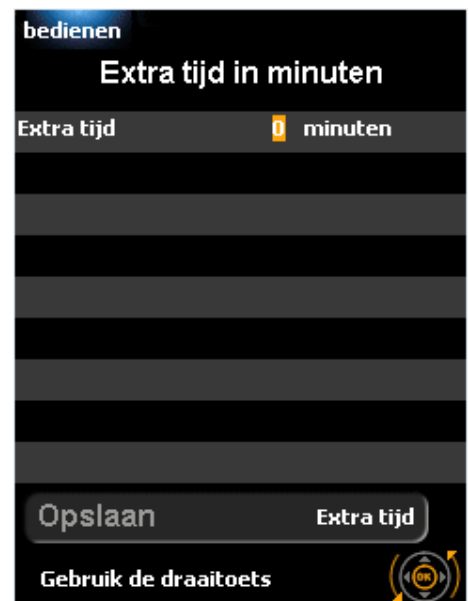 bedienen
Extra tijd in minuten
Extra tijd 0 minuten
Opslaan Extra tijd
Gebruik de draaitoets OK